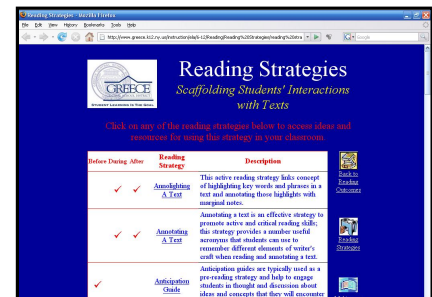 Reading Strategies - Mozilla Firefox
File Edit View History Bookmarks Tools Help
Google
GREECE
STUDENT LEARNING IS THE GOAL
Reading Strategies
Scaffolding Students' Interactions
with Texts
Click on any of the reading strategies below to access ideas and
resources for using this strategy in your classroom.
Before During After
Reading
Strategy
Description
Annolighting
A Text
This active reading strategy links concept
of highlighting key words and phrases in a
text and annotating those highlights with
marginal notes.
Annotating
A Text
Annotating a text is an effective strategy to
promote active and critical reading skills;
this strategy provides a number useful
acronyms that students can use to
remember different elements of writer's
craft when reading and annotating a text.
Anticipation
Guide
Anticipation guides are typically used as a
pre-reading strategy and help to engage
students in thought and discussion about
ideas and concepts that they will encounter
Back to
Reading
Outcomes
Reading
Strategies